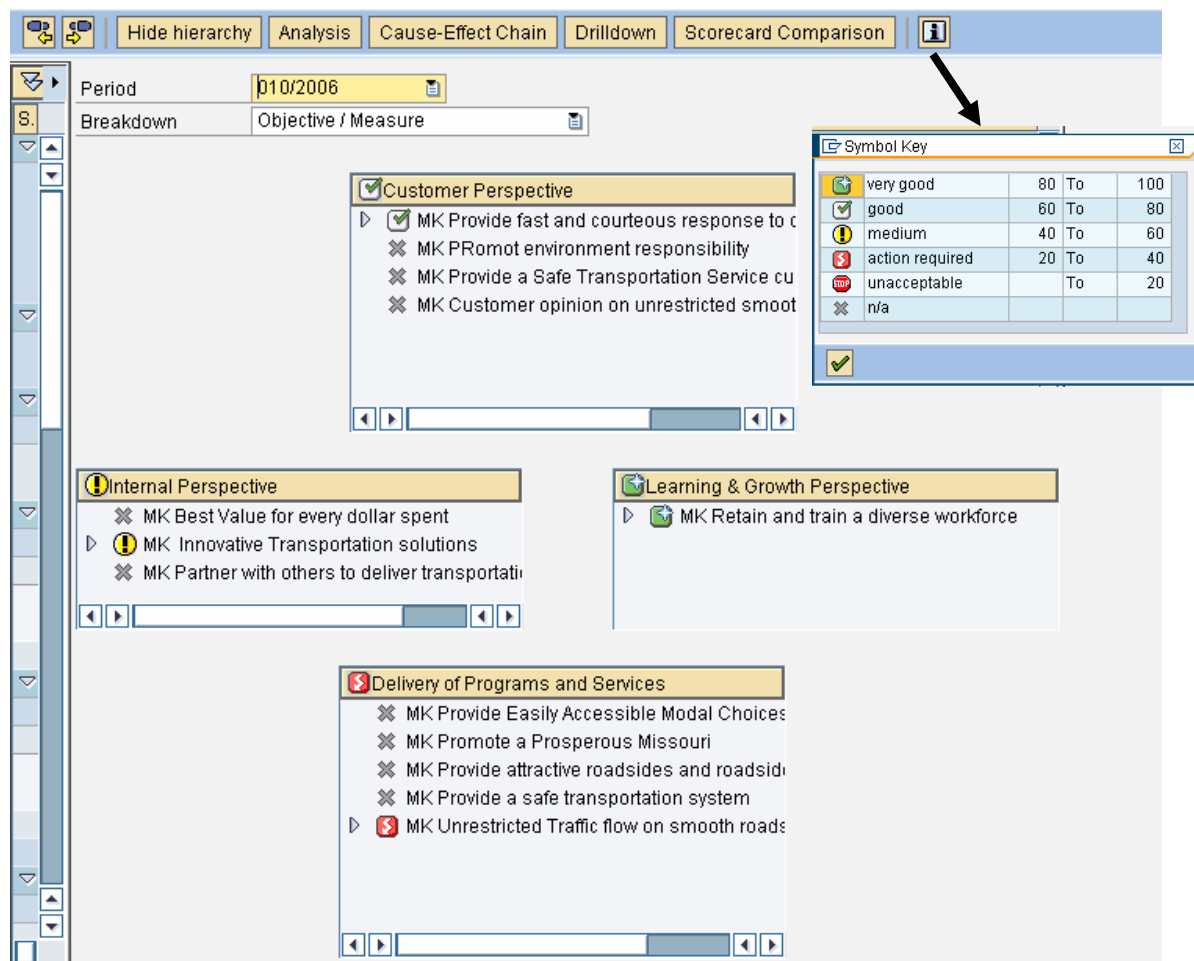 Hide hierarchy Analysis Cause-Effect Chain Drilldown Scorecard Comparison
S.
Period 010/2006
Breakdown Objective / Measure
Symbol Key
very good 80 To 100
good 60 To 80
medium 40 To 60
action required 20 To 40
STOP unacceptable To 20
n/a
Customer Perspective
MK Provide fast and courteous response to c
MK PRomot environment responsibility
MK Provide a Safe Transportation Service cu
MK Customer opinion on unrestricted smoot
Internal Perspective
MK Best Value for every dollar spent
MK Innovative Transportation solutions
MK Partner with others to deliver transportati
Learning & Growth Perspective
MK Retain and train a diverse workforce
Delivery of Programs and Services
MK Provide Easily Accessible Modal Choices
MK Promote a Prosperous Missouri
MK Provide attractive roadsides and roadside
MK Provide a safe transportation system
MK Unrestricted Traffic flow on smooth roads